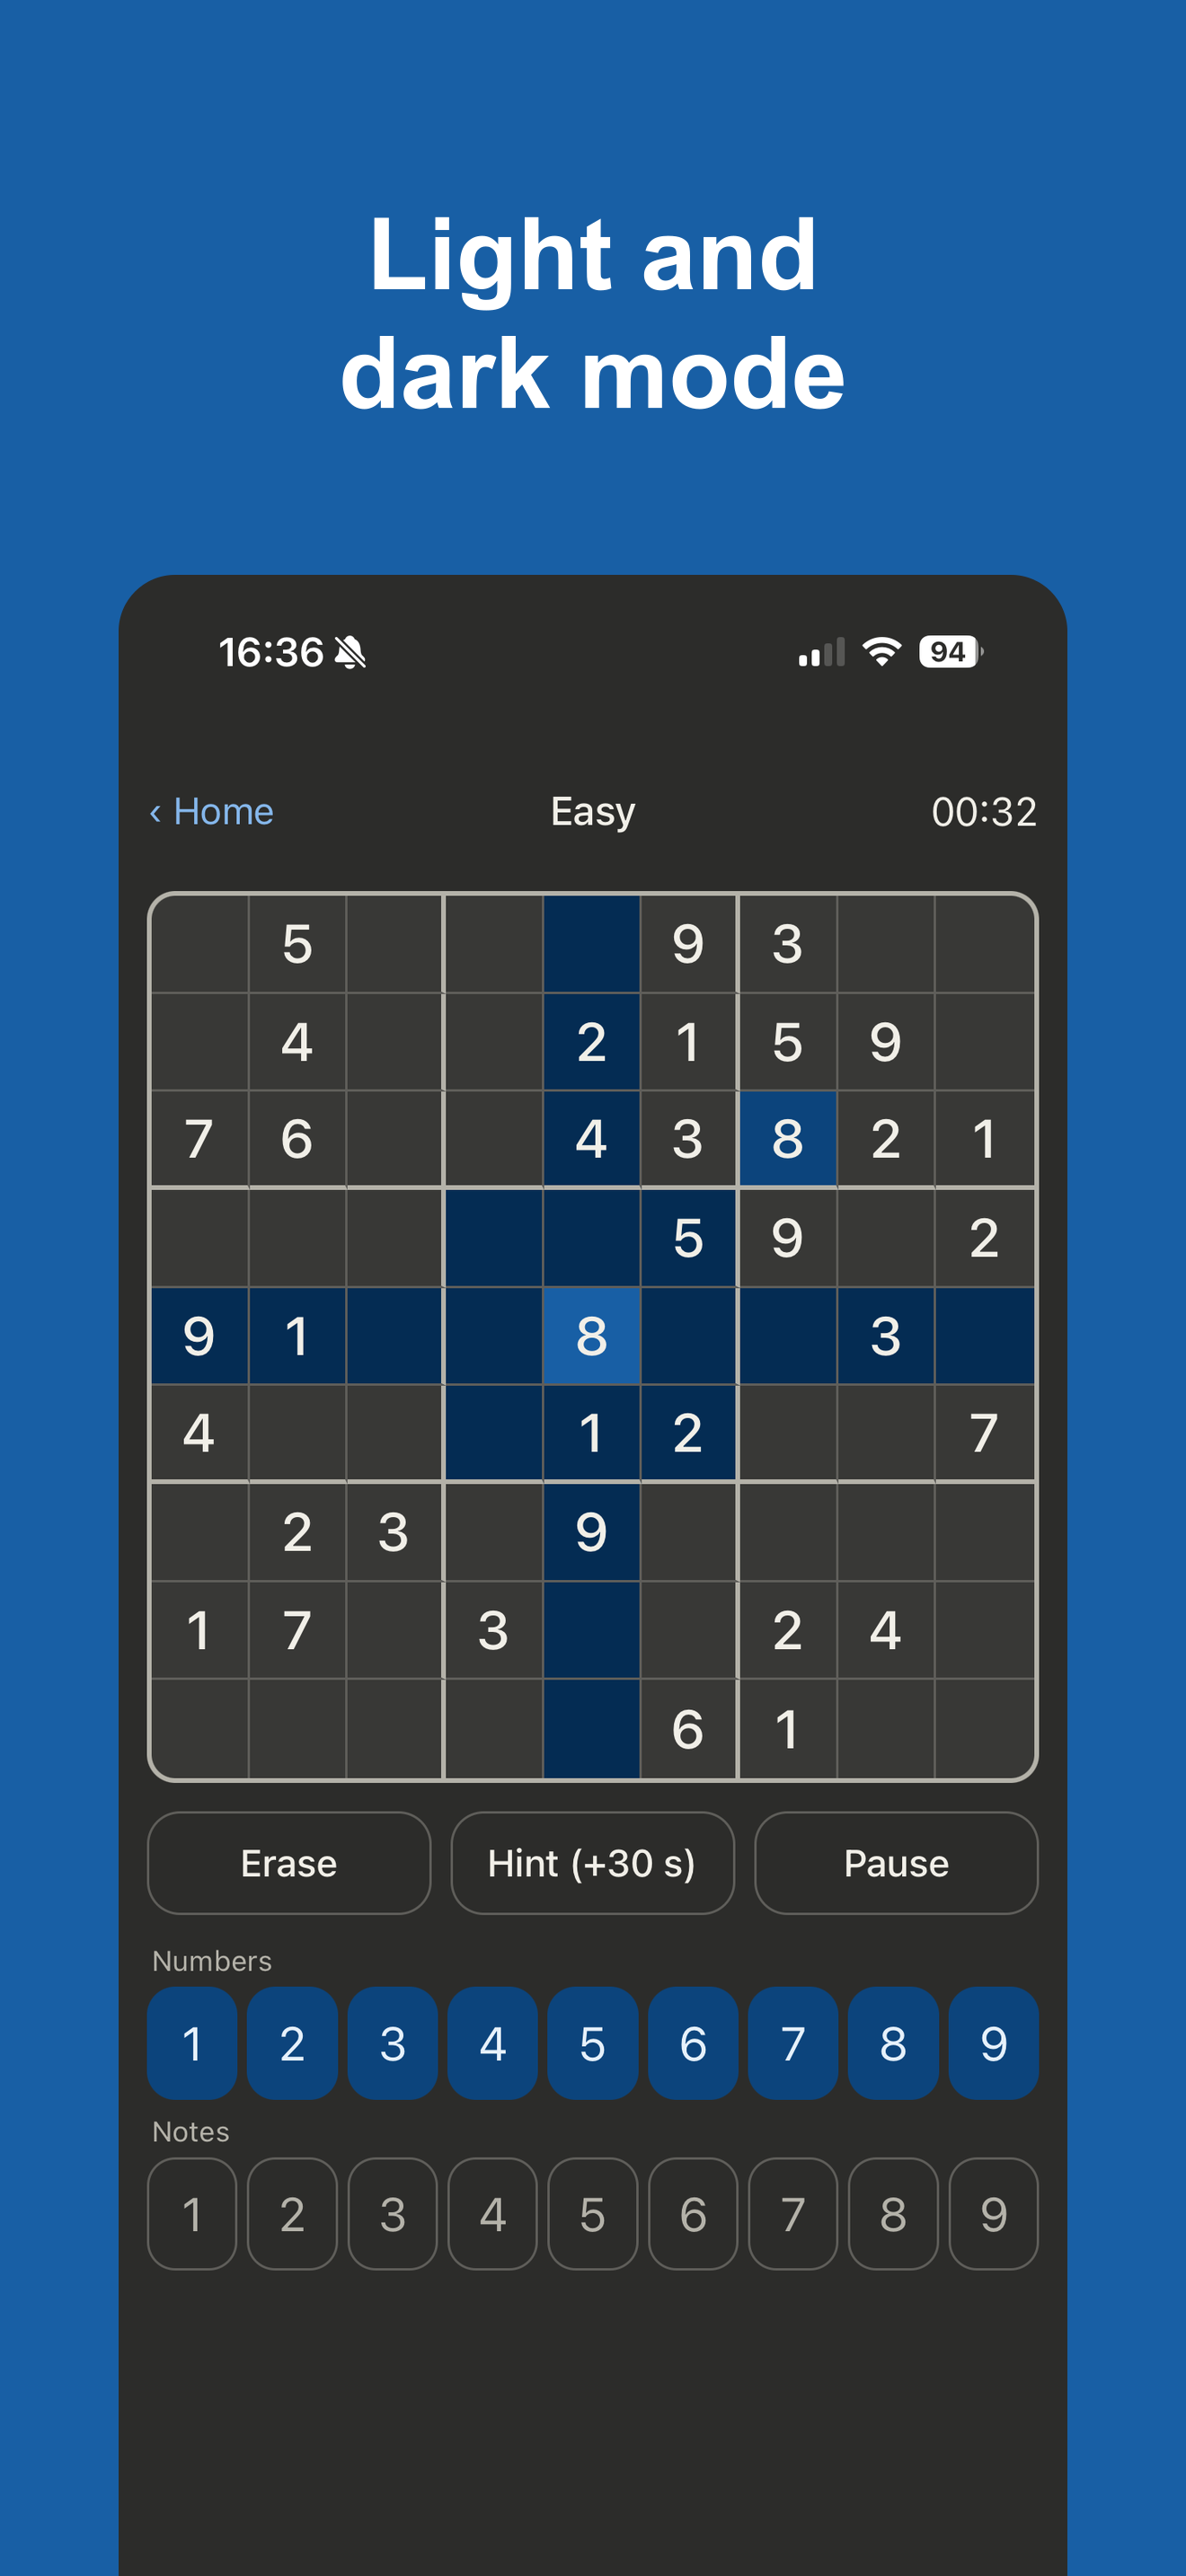 Light and
dark mode
16:36 94
‹ Home Easy 00:32
5 9 3
4 2 1 5 9
7 6 4 3 8 2 1
5 9 2
9 1 8 3
4 1 2 7
2 3 9
1 7 3 2 4
6 1
Erase Hint (+30 s) Pause
Numbers
1 2 3 4 5 6 7 8 9
Notes
1 2 3 4 5 6 7 8 9